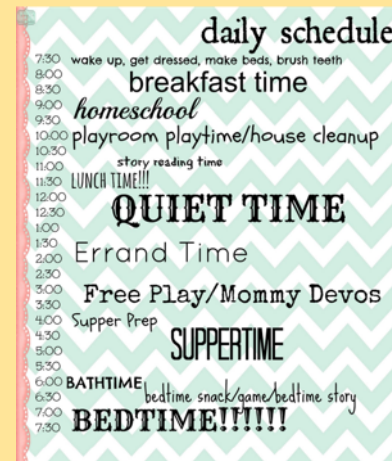 daily schedule
7:30 wake up, get dressed, make beds, brush teeth
8:00
8:30 breakfast time
9:00 homeschool
9:30
10:00 playroom playtime/house cleanup
10:30
11:00 story reading time
11:30 LUNCH TIME!!!
12:00 QUIET TIME
12:30
1:00
1:30
2:00 Errand Time
2:30
3:00 Free Play/Mommy Devos
3:30
4:00 Supper Prep
4:30 SUPPERTIME
5:00
5:30
6:00 BATHTIME
6:30 bedtime snack/game/bedtime story
7:00 BEDTIME!!!!!!
7:30